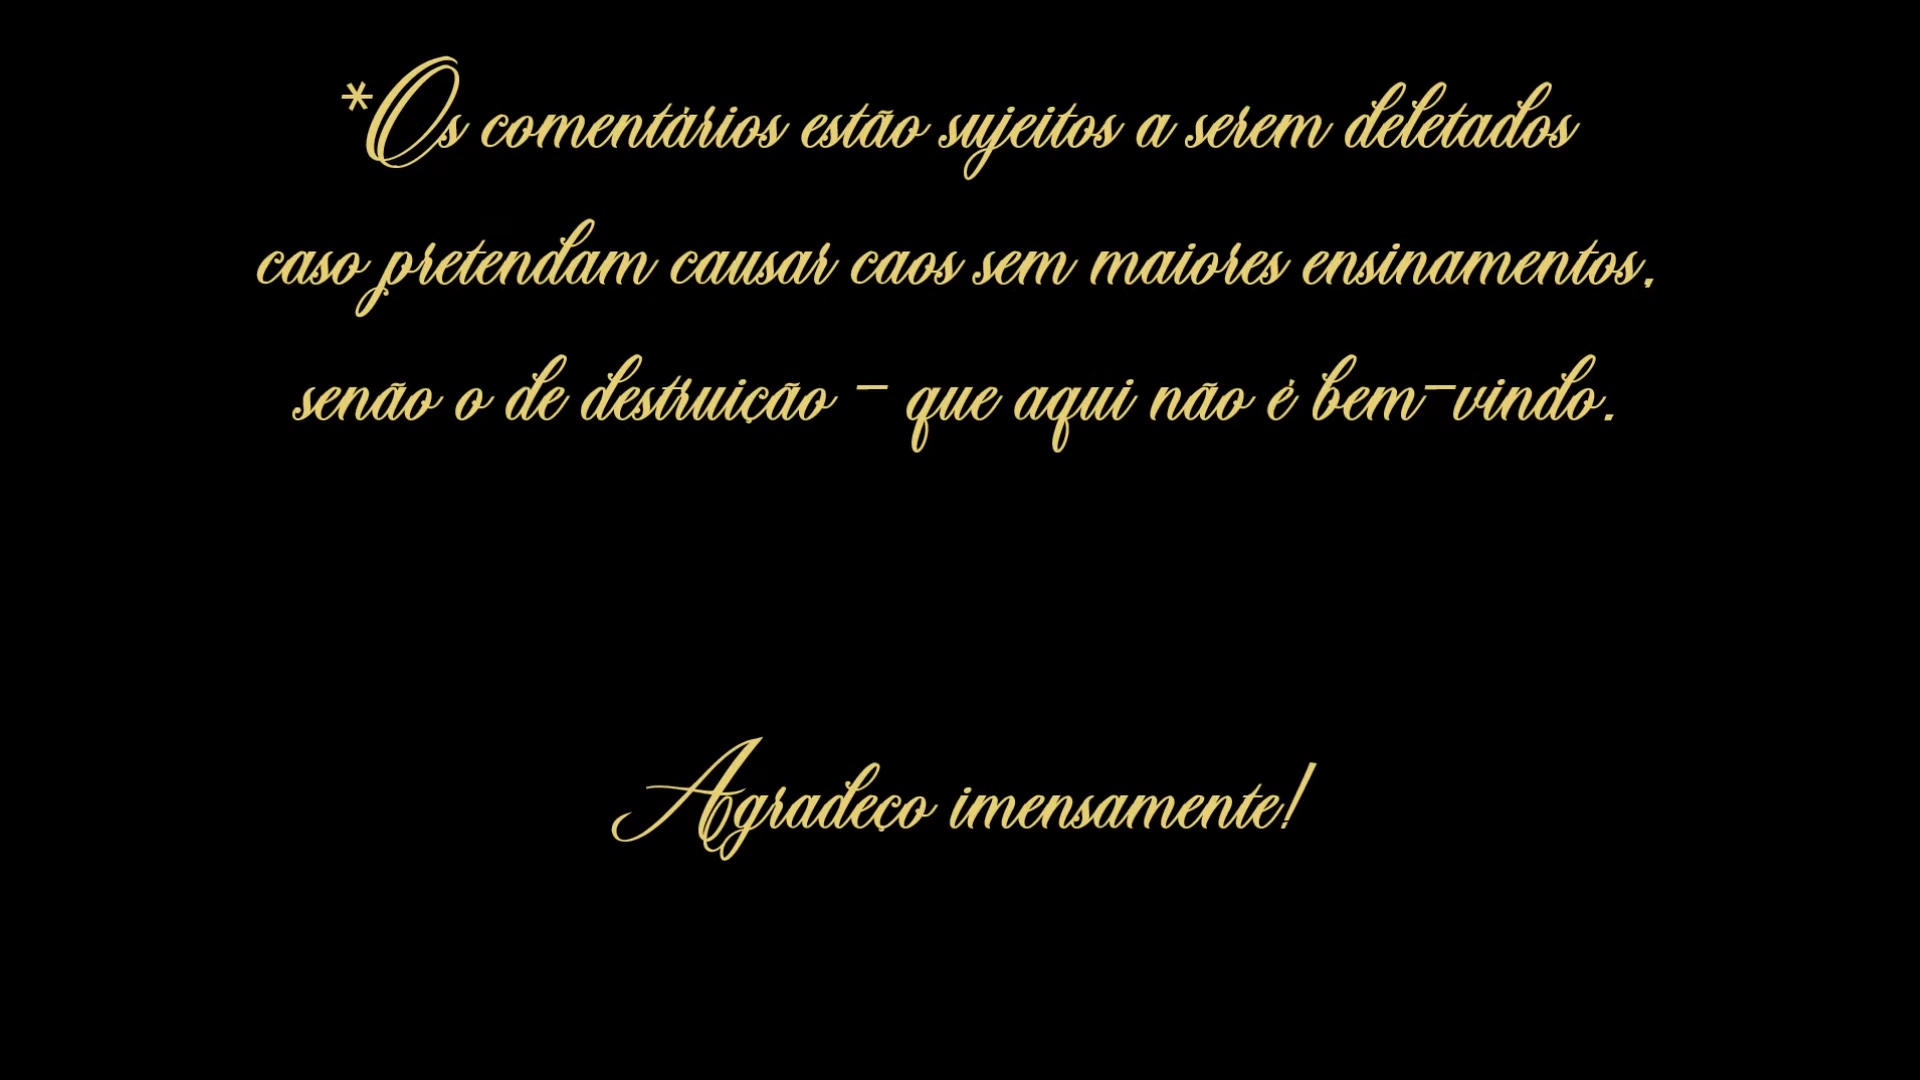 *Os comentários estão sujeitos a serem deletados
caso pretendam causar caos sem maiores ensinamentos,
senão o de destruição - que aqui não é bem-vindo.
Agradeço imensamente!